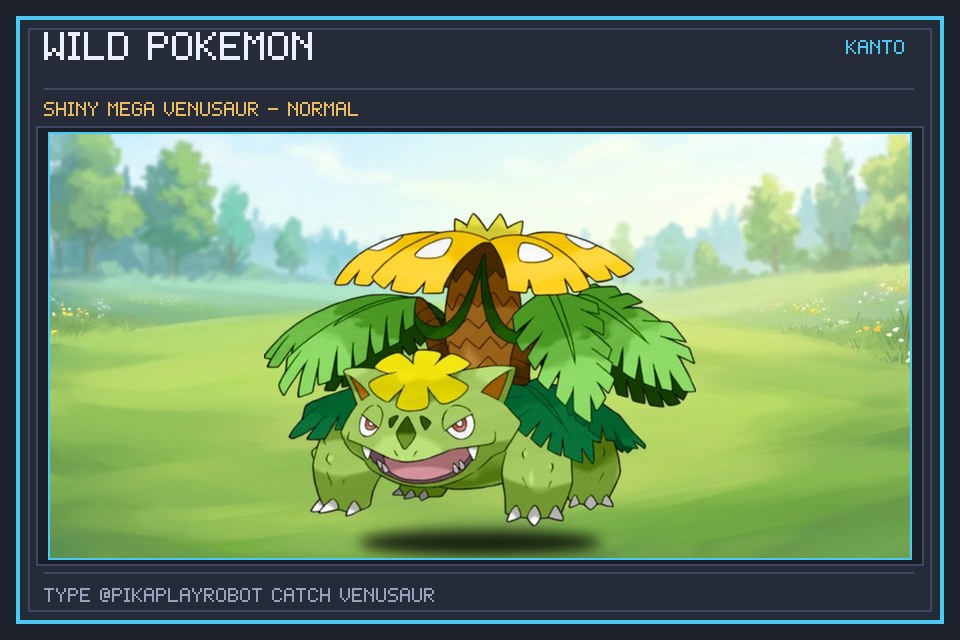 WILD POKEMON
KANTO
SHINY MEGA VENUSAUR - NORMAL
TYPE @PIKAPLAYROBOT CATCH VENUSAUR